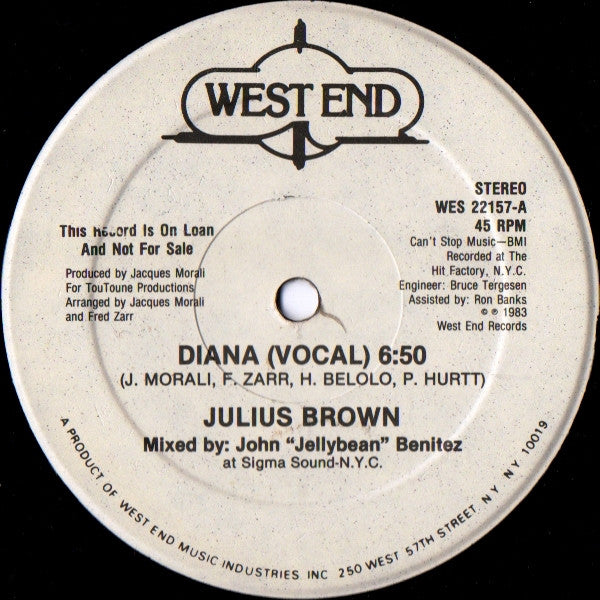 WEST END
STEREO
WES 22157-A
45 RPM
Can't Stop Music—BMI
Recorded at The
Hit Factory, N.Y.C.
Engineer: Bruce Tergesen
Assisted by: Ron Banks
© ℗ 1983
West End Records
This Record Is On Loan
And Not For Sale
Produced by Jacques Morali
For TouToune Productions
Arranged by Jacques Morali
and Fred Zarr
DIANA (VOCAL) 6:50
(J. MORALI, F. ZARR, H. BELOLO, P. HURTT)
JULIUS BROWN
Mixed by: John "Jellybean" Benitez
at Sigma Sound-N.Y.C.
A PRODUCT OF WEST END MUSIC INDUSTRIES INC 250 WEST 57TH STREET NY NY 10019